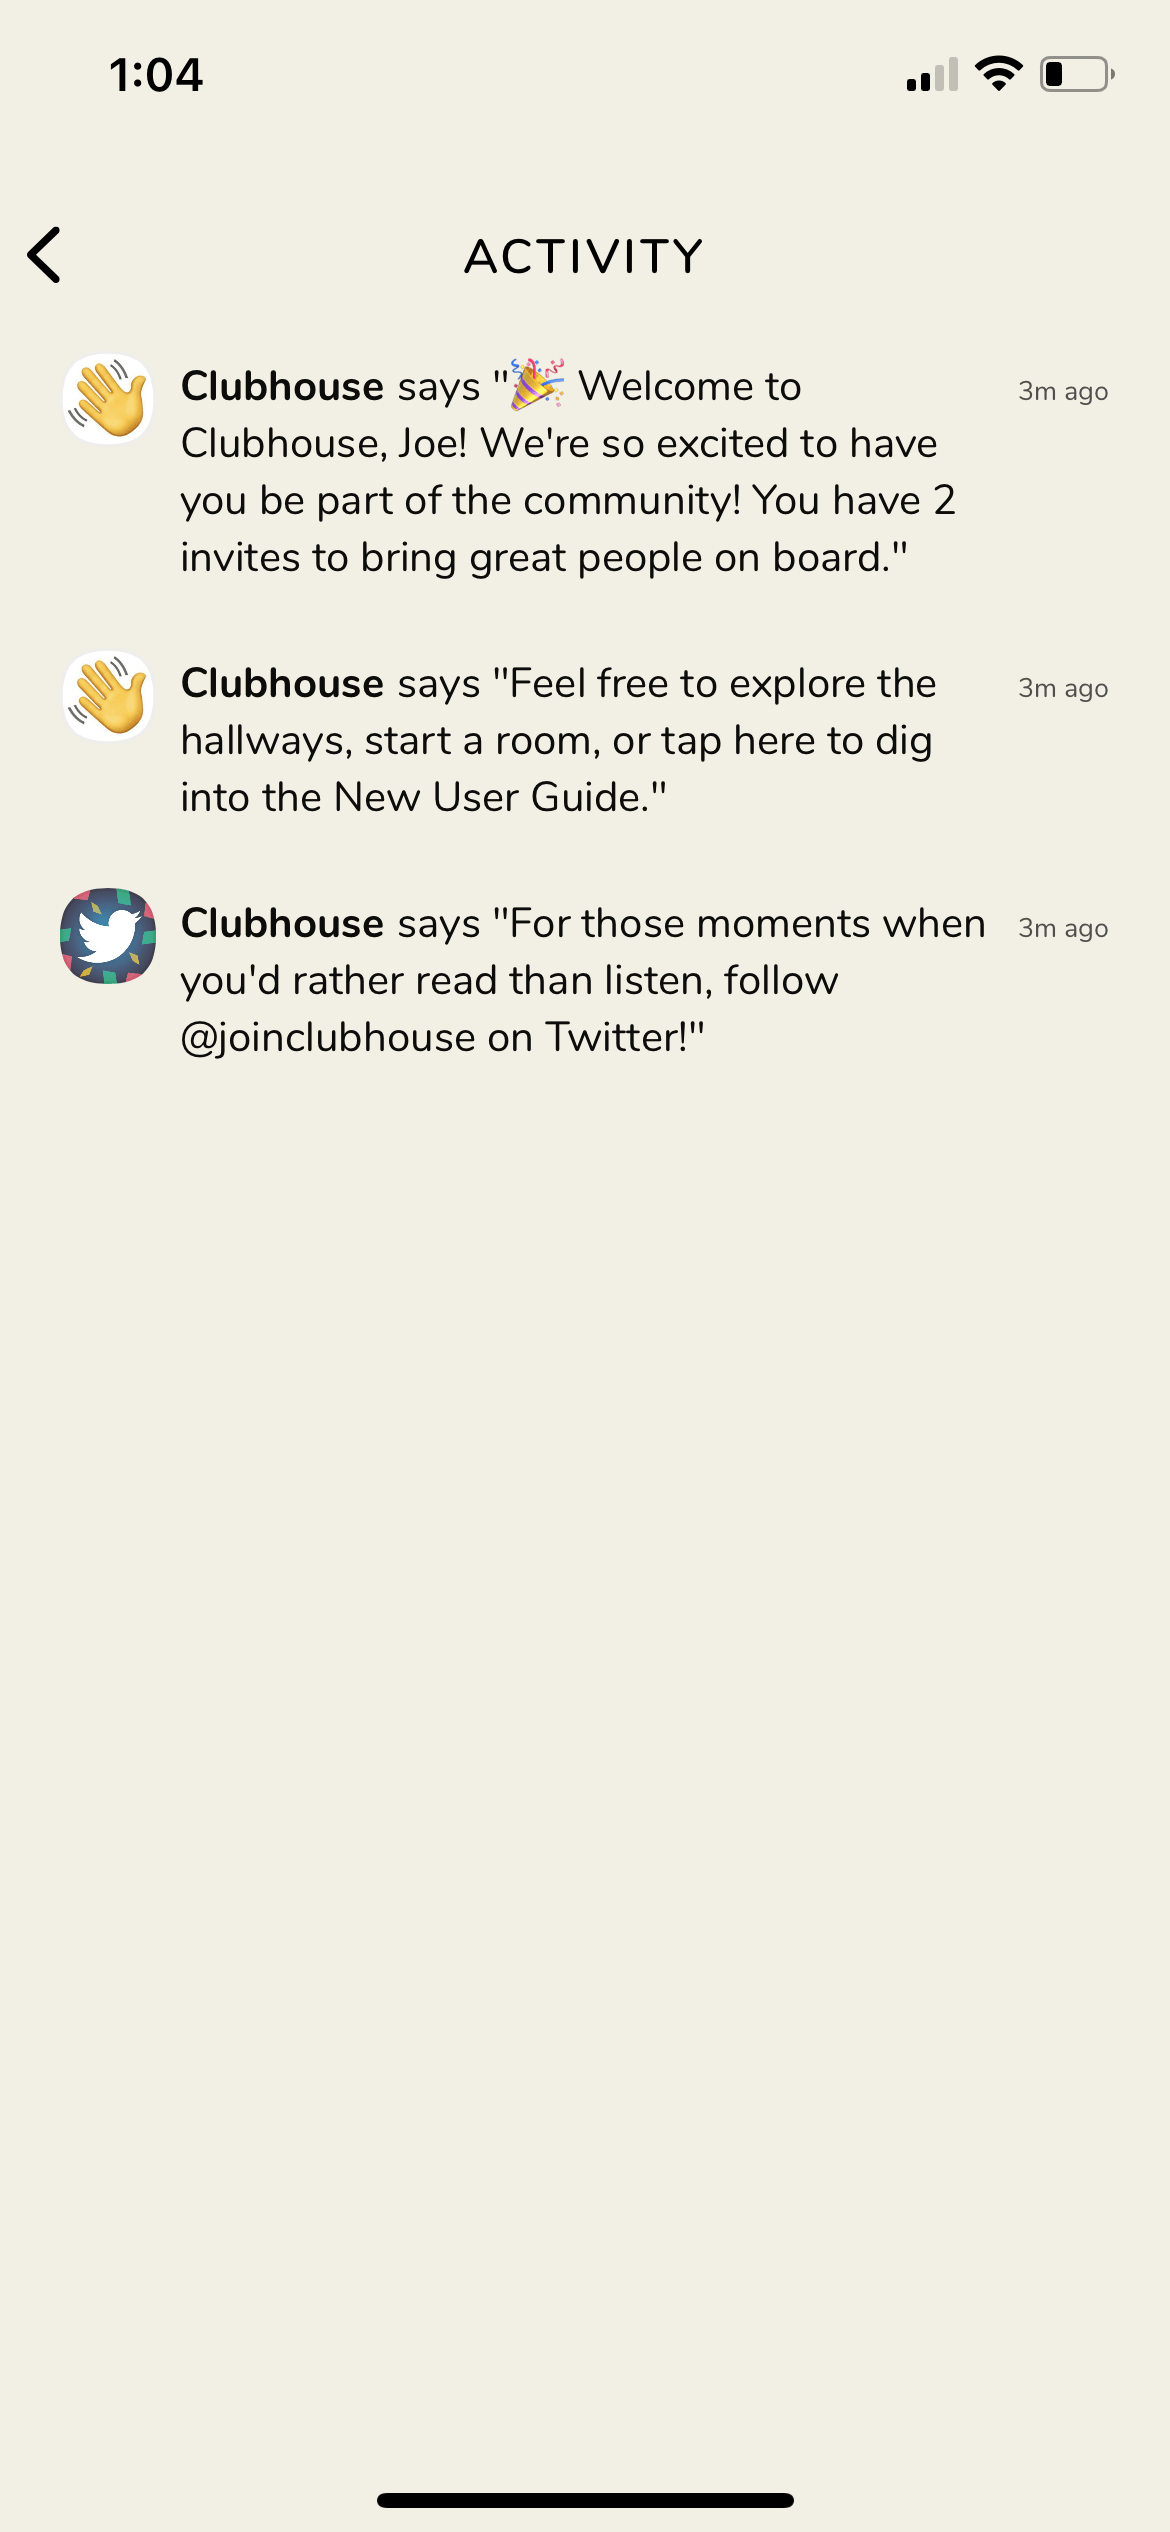 1:04
ACTIVITY
Clubhouse says "🎉 Welcome to
3m ago
Clubhouse, Joe! We're so excited to have
you be part of the community! You have 2
invites to bring great people on board."
Clubhouse says "Feel free to explore the
3m ago
hallways, start a room, or tap here to dig
into the New User Guide."
Clubhouse says "For those moments when
3m ago
you'd rather read than listen, follow
@joinclubhouse on Twitter!"